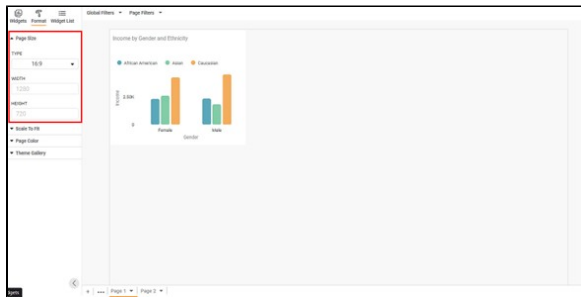 Global Filters Page Filters
Widgets Format Widget List
Page Size
TYPE
16:9
WIDTH
1280
HEIGHT
720
Scale To Fit
Page Color
Theme Gallery
Income by Gender and Ethnicity
African American Asian Caucasian
Income
2.50K
0
Female Male
Gender
+ ••• Page 1 Page 2